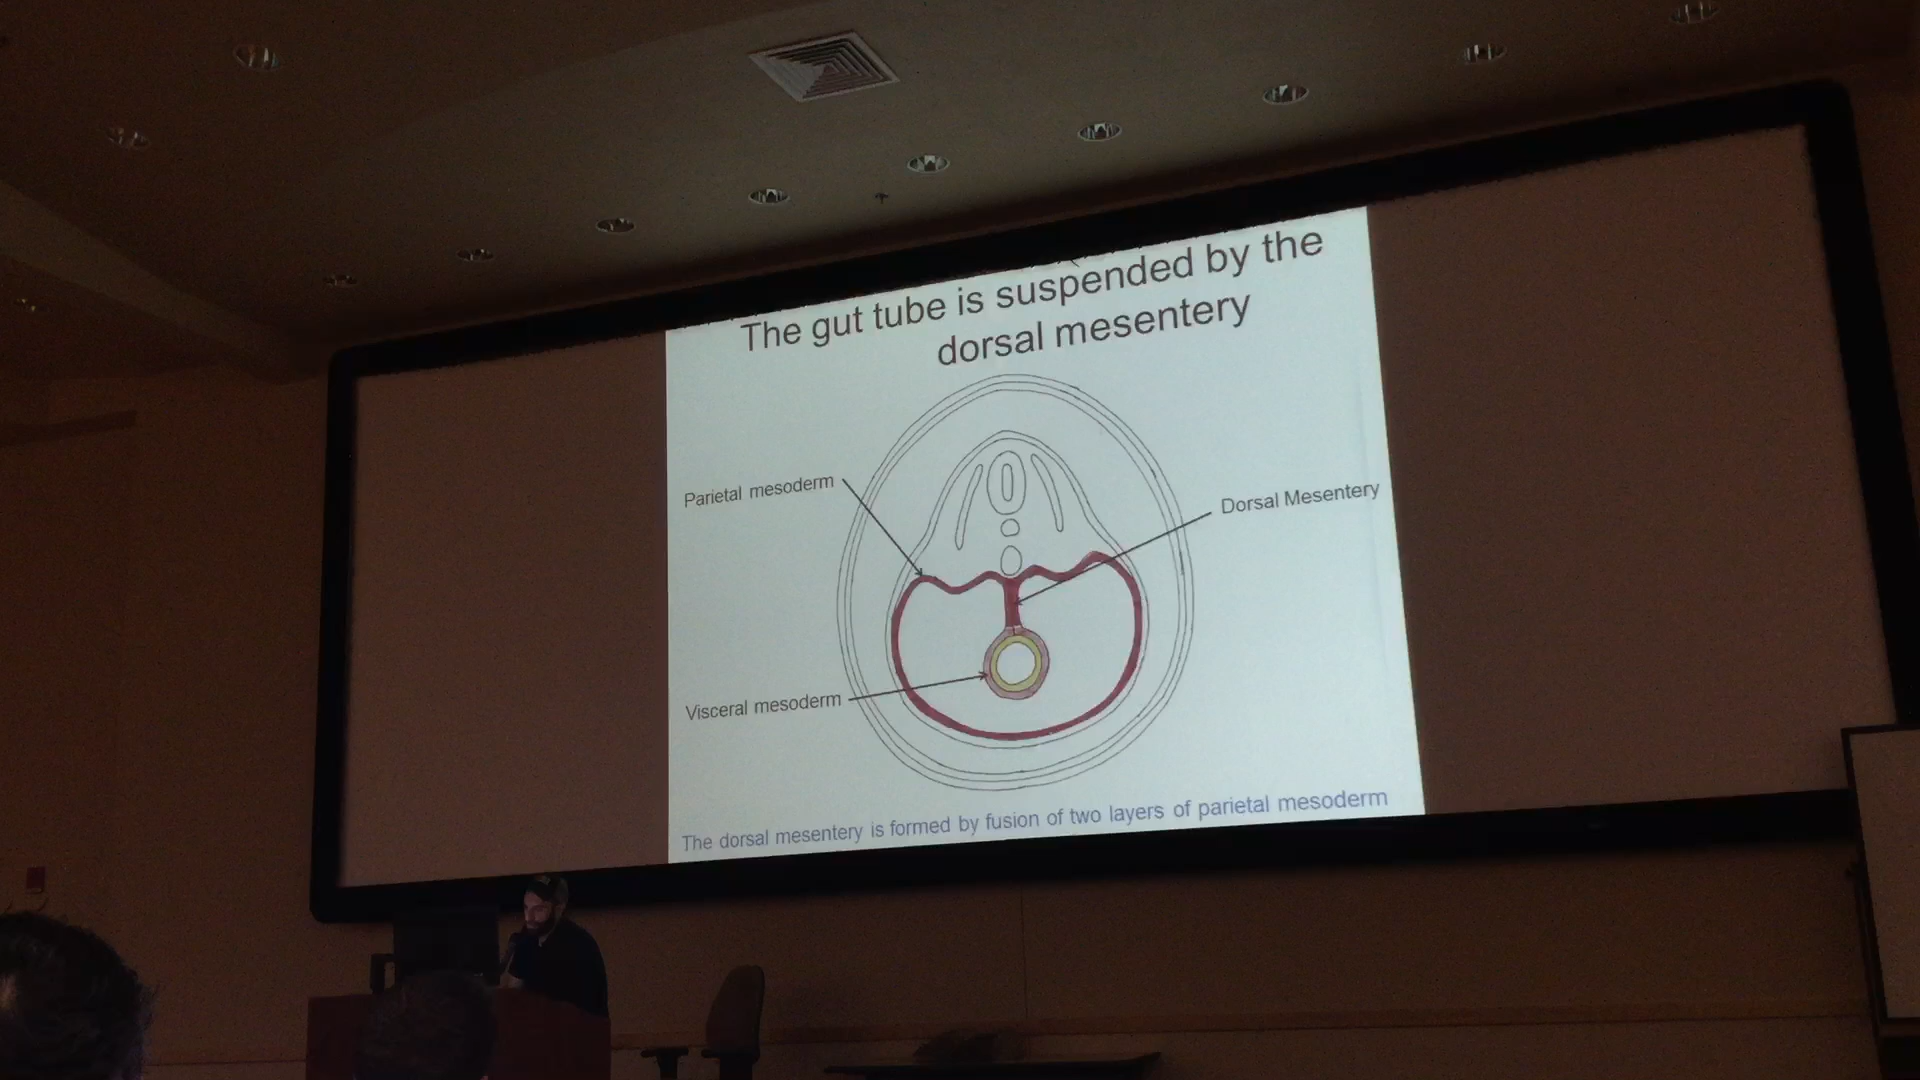 The gut tube is suspended by the
dorsal mesentery
Parietal mesoderm
Dorsal Mesentery
Visceral mesoderm
The dorsal mesentery is formed by fusion of two layers of parietal mesoderm